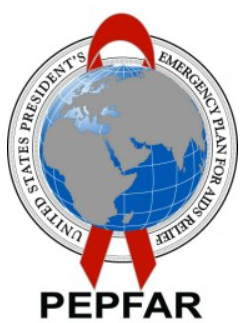 UNITED STATES PRESIDENT'S EMERGENCY PLAN FOR AIDS RELIEF
PEPFAR